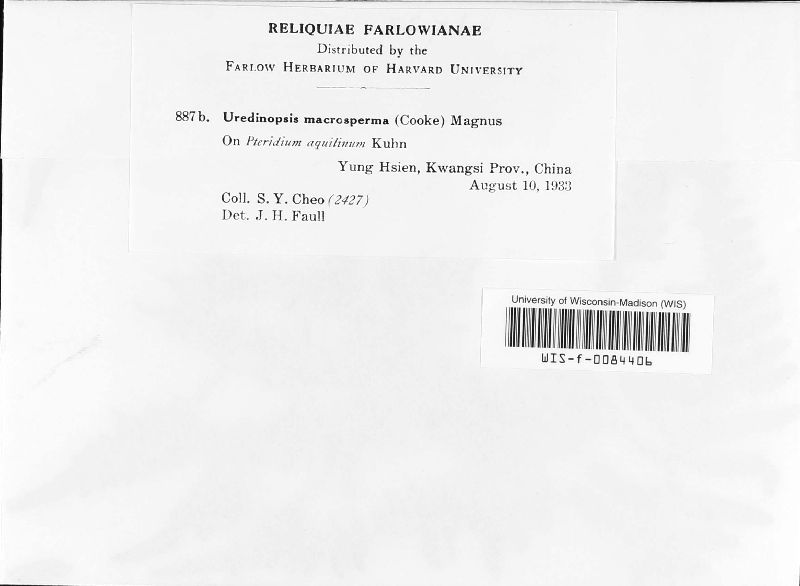 RELIQUIAE FARLOWIANAE
Distributed by the
FARLOW HERBARIUM OF HARVARD UNIVERSITY
887b. Uredinopsis macrosperma (Cooke) Magnus
On Pteridium aquilinum Kuhn
Yung Hsien, Kwangsi Prov., China
August 10, 1933
Coll. S. Y. Cheo (2427)
Det. J. H. Faull
University of Wisconsin-Madison (WIS)
WIS-f-0084406